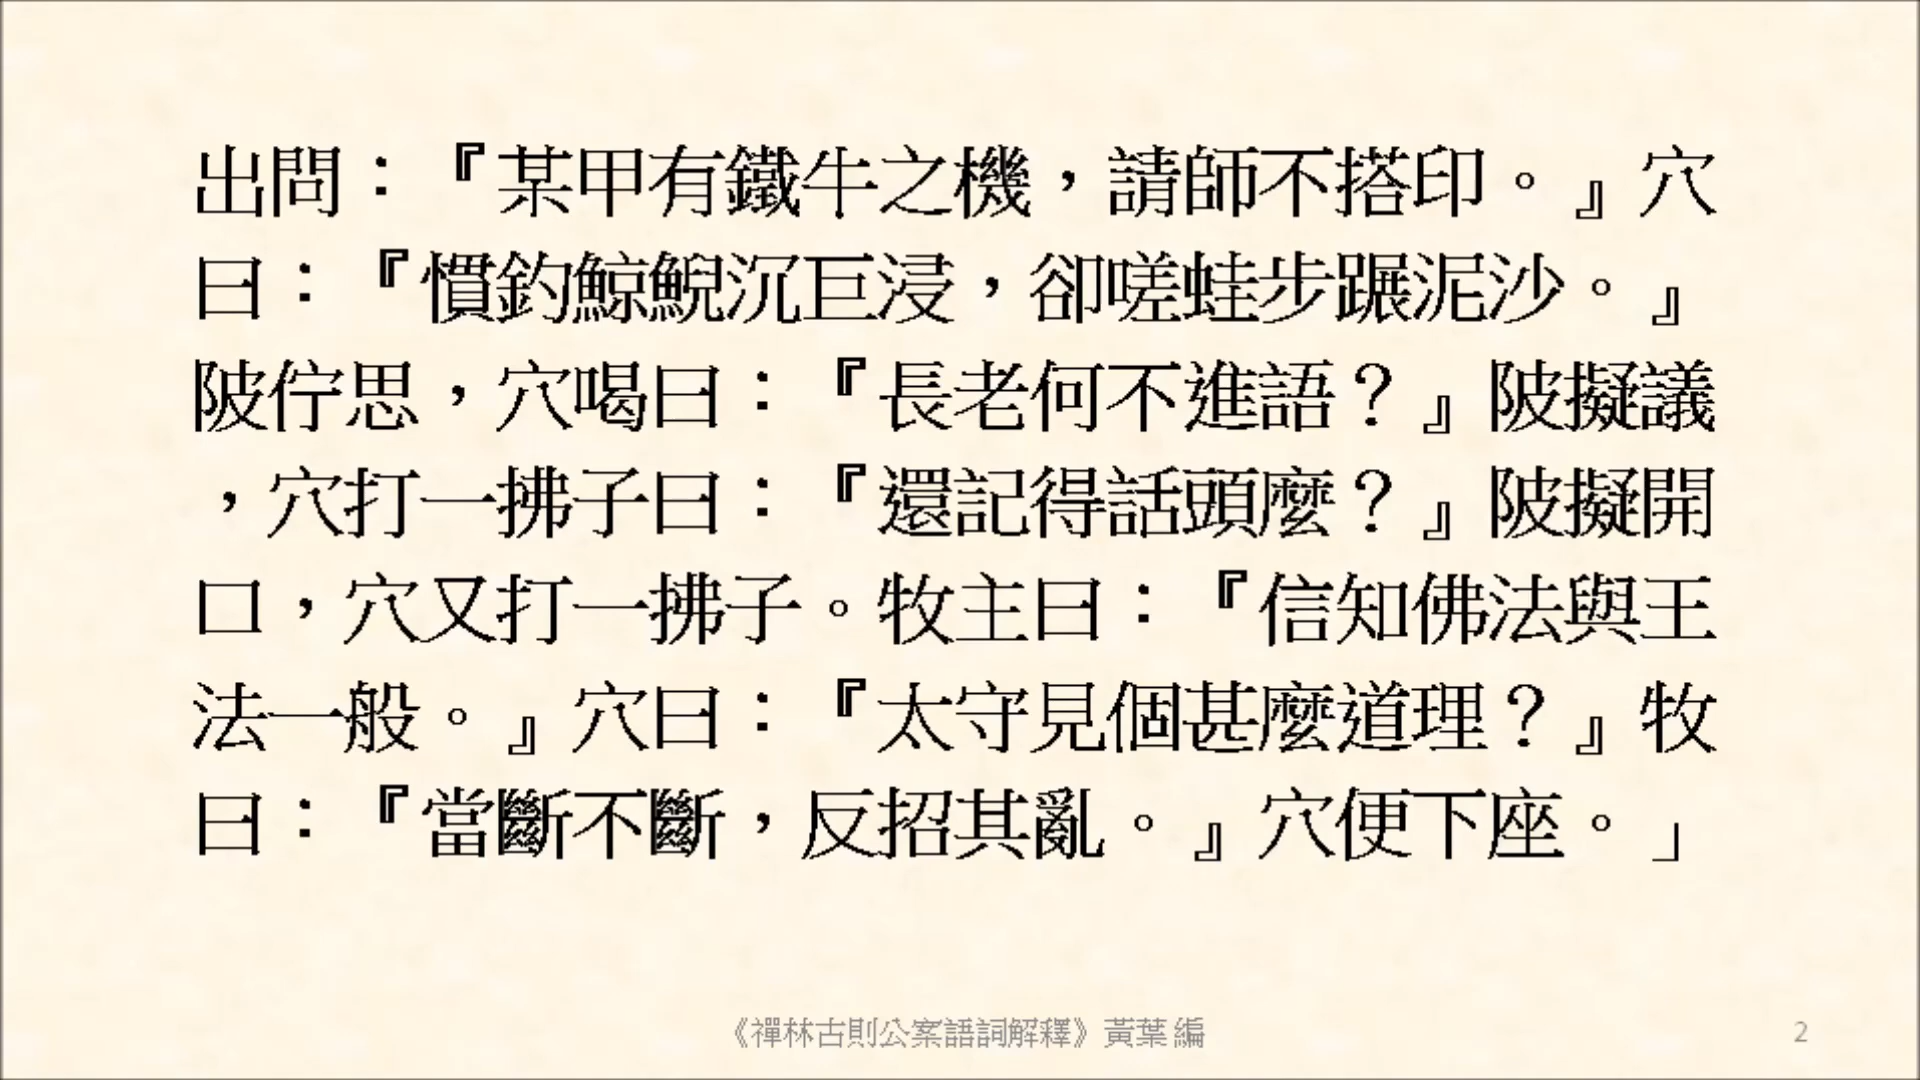 出問：『某甲有鐵牛之機，請師不搭印。』穴
曰：『慣釣鯨鯢沉巨浸，卻嗟蛙步蹍泥沙。』
陂佇思，穴喝曰：『長老何不進語？』陂擬議
，穴打一拂子曰：『還記得話頭麼？』陂擬開
口，穴又打一拂子。牧主曰：『信知佛法與王
法一般。』穴曰：『太守見個甚麼道理？』牧
曰：『當斷不斷，反招其亂。』穴便下座。」
《禪林古則公案語詞解釋》黃葉編
2